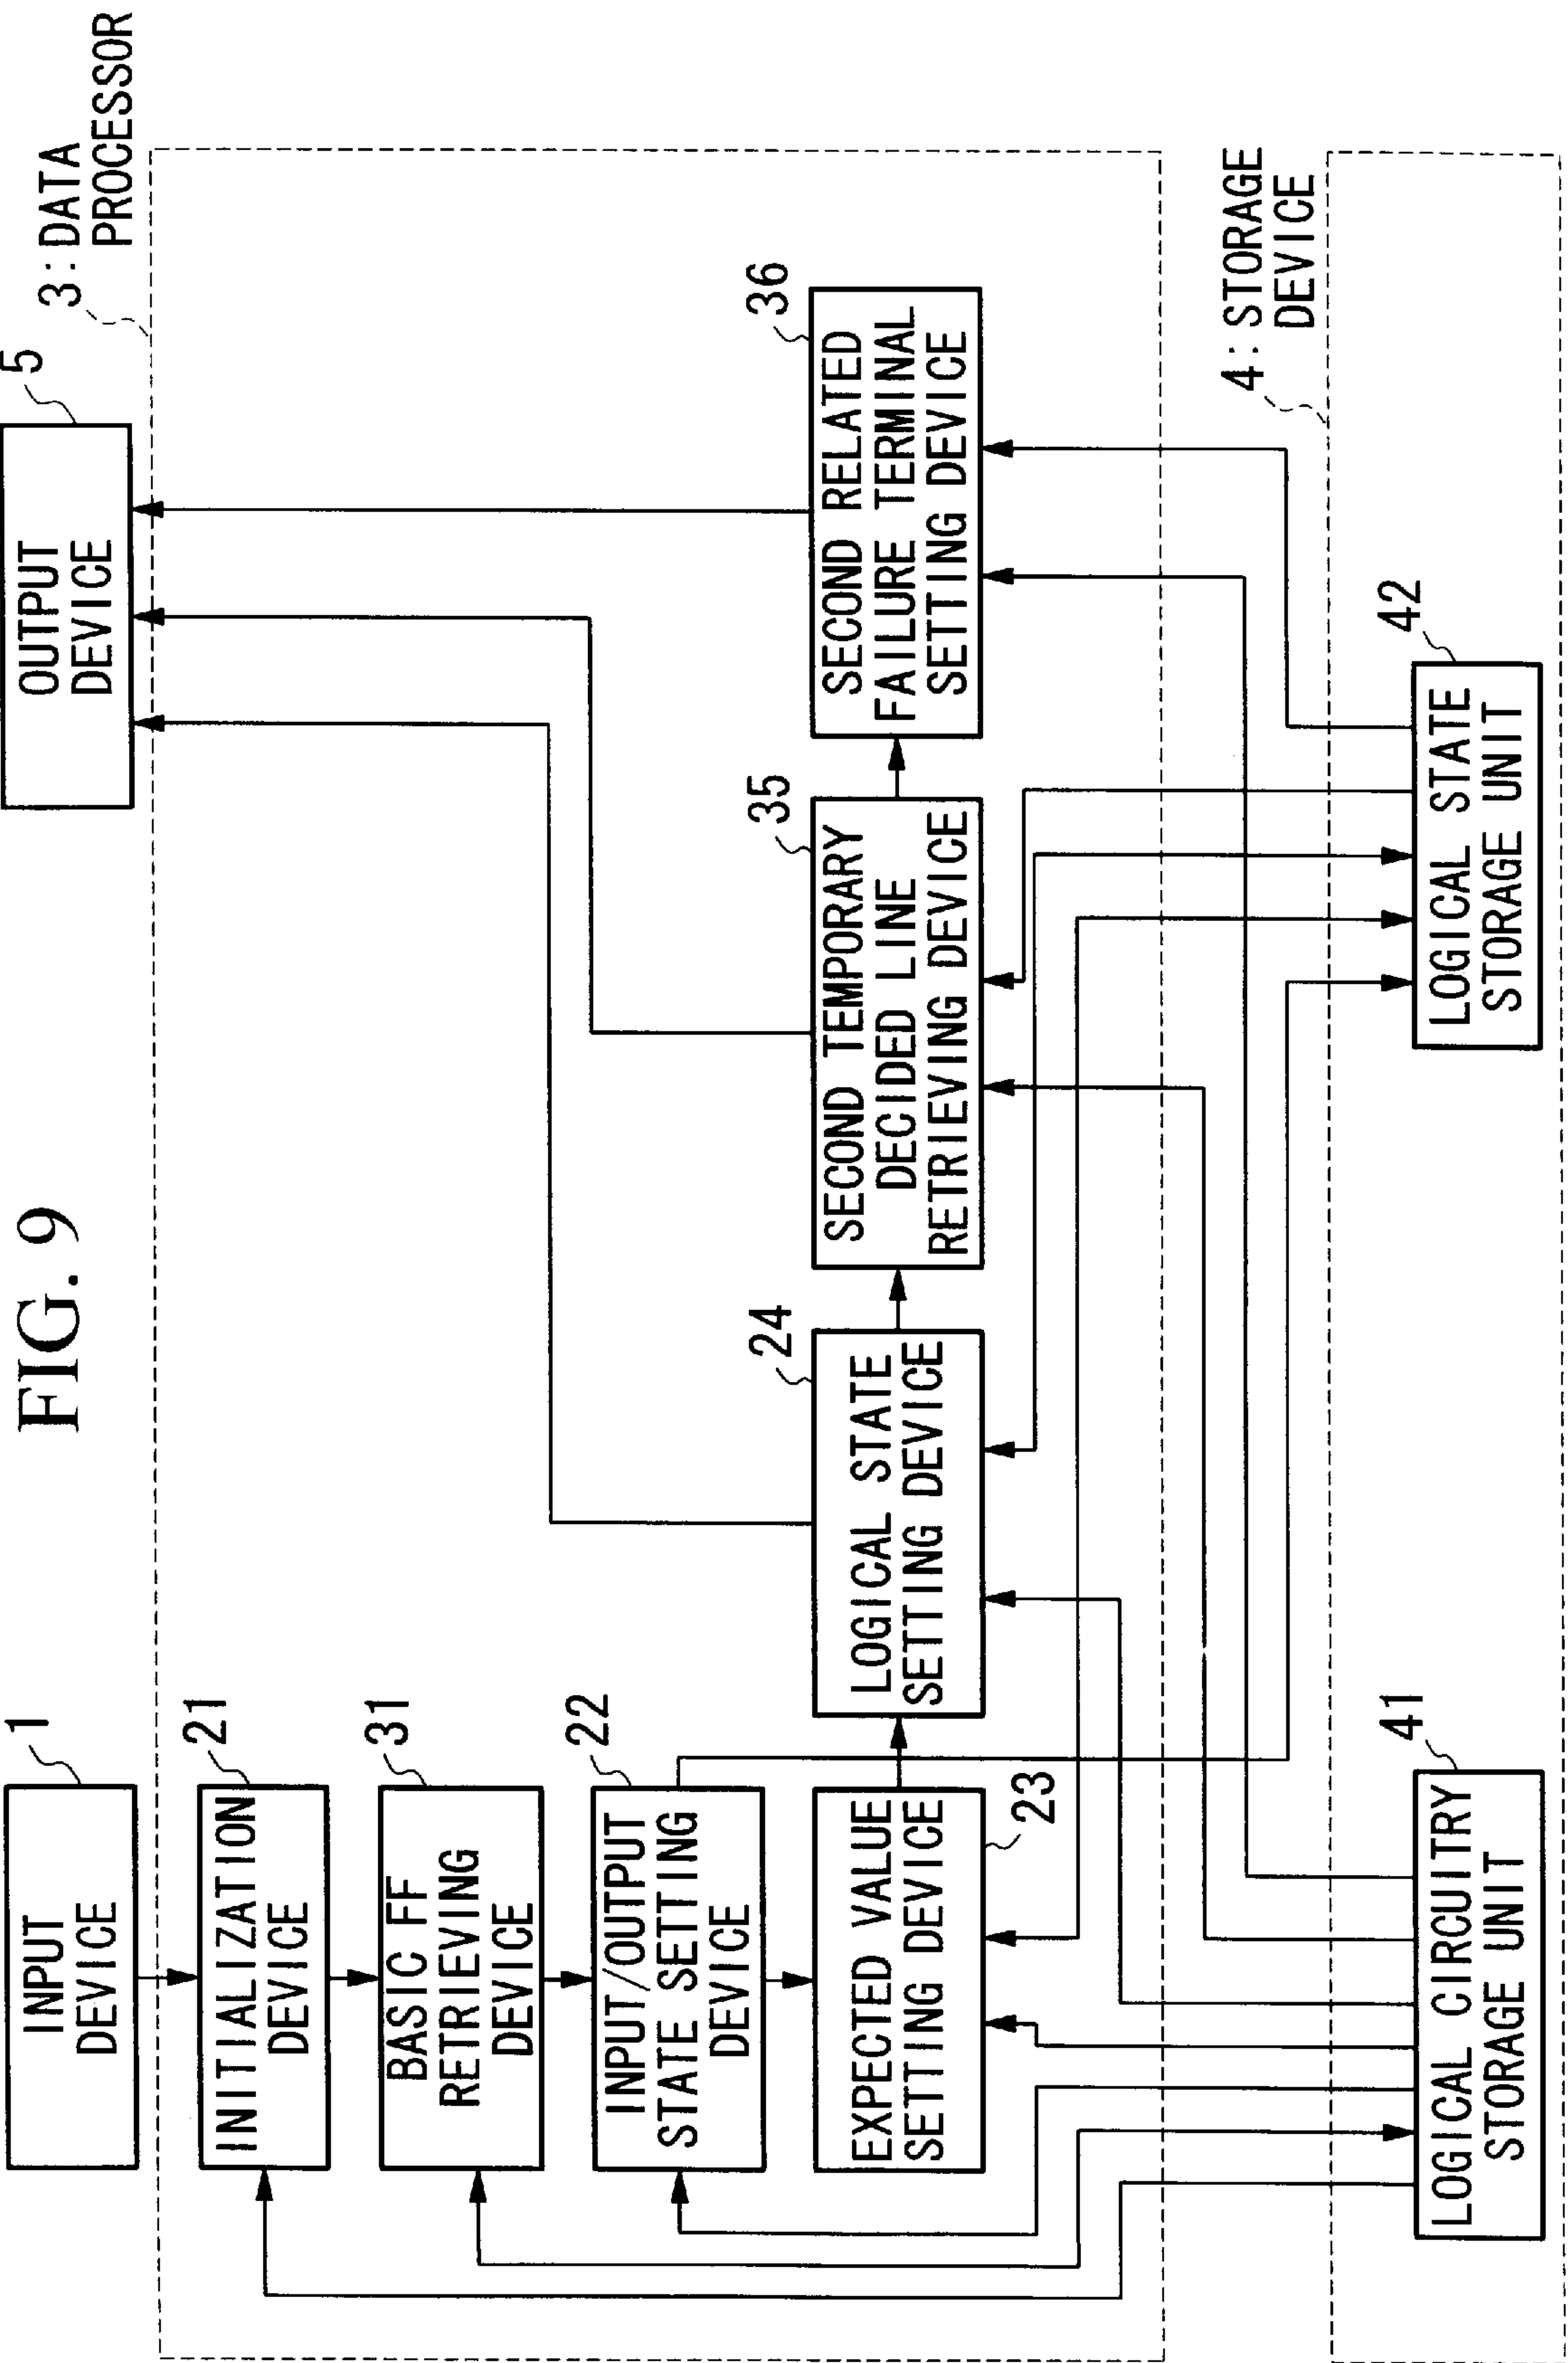 FIG. 9
1
INPUT
DEVICE
5
OUTPUT
DEVICE
3:DATA
PROCESSOR
21
INITIALIZATION
DEVICE
31
BASIC FF
RETRIEVING
DEVICE
22
INPUT/OUTPUT
STATE SETTING
DEVICE
EXPECTED VALUE
SETTING DEVICE
23
24
LOGICAL STATE
SETTING DEVICE
35
SECOND TEMPORARY
DECIDED LINE
RETRIEVING DEVICE
36
SECOND RELATED
FAILURE TERMINAL
SETTING DEVICE
4:STORAGE
DEVICE
41
LOGICAL CIRCUITRY
STORAGE UNIT
42
LOGICAL STATE
STORAGE UNIT